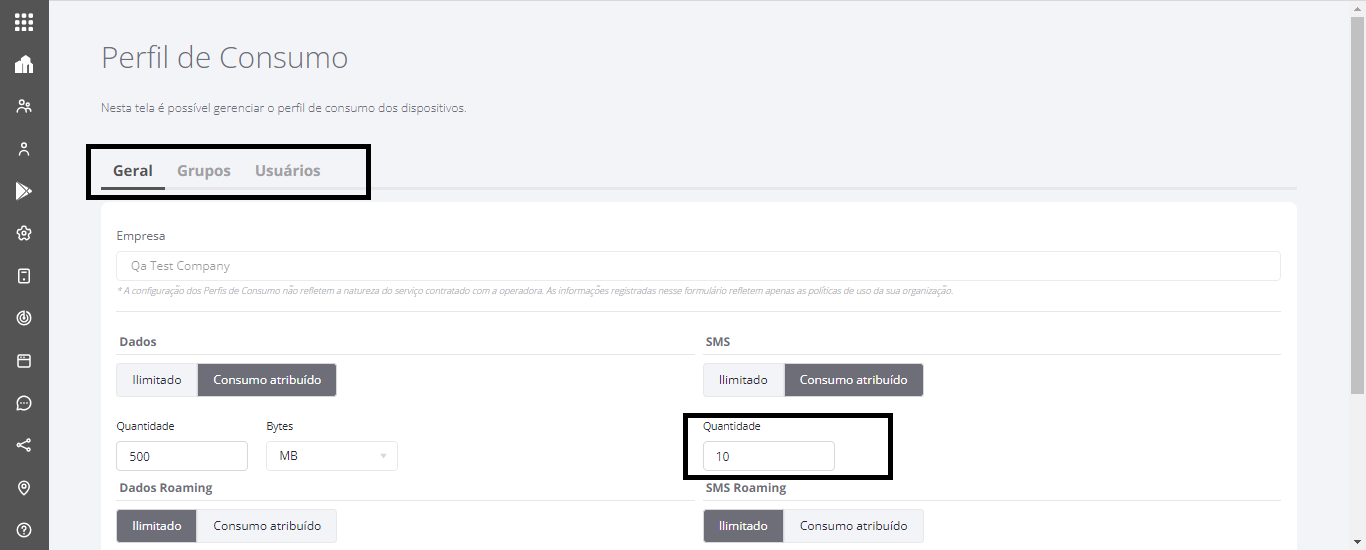 Perfil de Consumo
Nesta tela é possível gerenciar o perfil de consumo dos dispositivos.
Geral Grupos Usuários
Empresa
Qa Test Company
* A configuração dos Perfis de Consumo não refletem a natureza do serviço contratado com a operadora. As informações registradas nesse formulário refletem apenas as políticas de uso da sua organização.
Dados SMS
Ilimitado Consumo atribuído Ilimitado Consumo atribuído
Quantidade Bytes Quantidade
500 MB 10
Dados Roaming SMS Roaming
Ilimitado Consumo atribuído Ilimitado Consumo atribuído